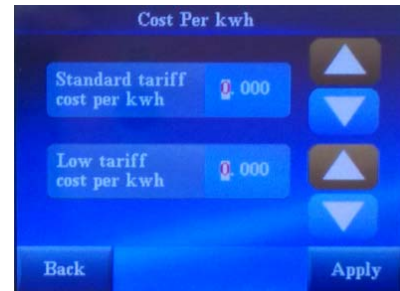 Cost Per kwh
Standard tariff
cost per kwh
0.000
Low tariff
cost per kwh
0.000
Back
Apply